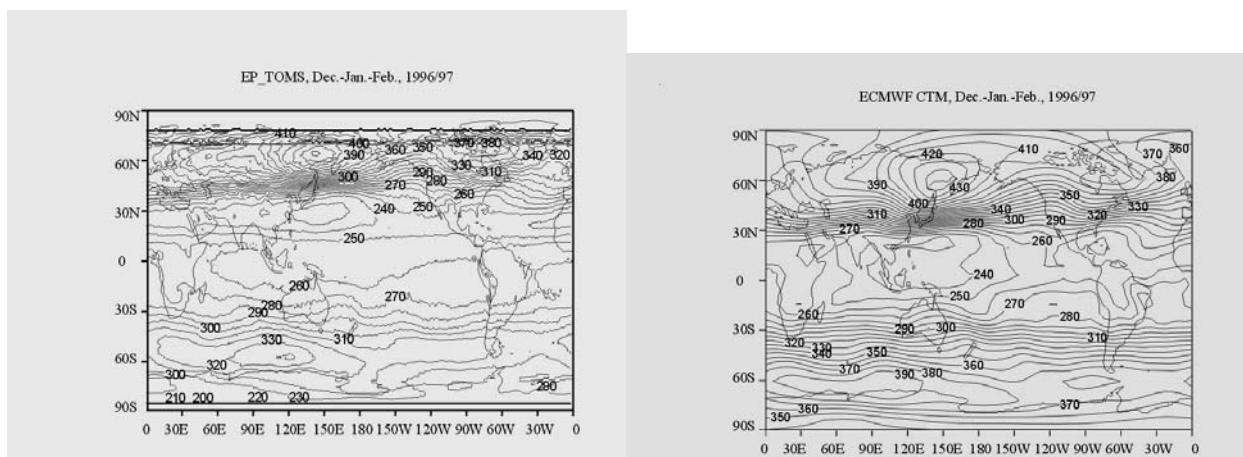 EP_TOMS, Dec.-Jan.-Feb., 1996/97
90N
410
400 370 380
390 360 350 340 320
60N
330
300 290 310
270 280
260
240 250
30N
250
0
260
270
280
30S
290
300 310
330
60S
320
300 280
210 200 220 230
90S
0 30E 60E 90E 120E 150E 180 150W 120W 90W 60W 30W 0
ECMWF CTM, Dec.-Jan.-Feb., 1996/97
90N
420 410 370 360
60N
390 430 350 380
400 340 330
310 280 300 290 320
30N
270 260
0
240
250
270
260 280
30S
290 300 310
320 330
340 350 360
370 390 380
60S
370
360
350
90S
0 30E 60E 90E 120E 150E 180 150W 120W 90W 60W 30W 0